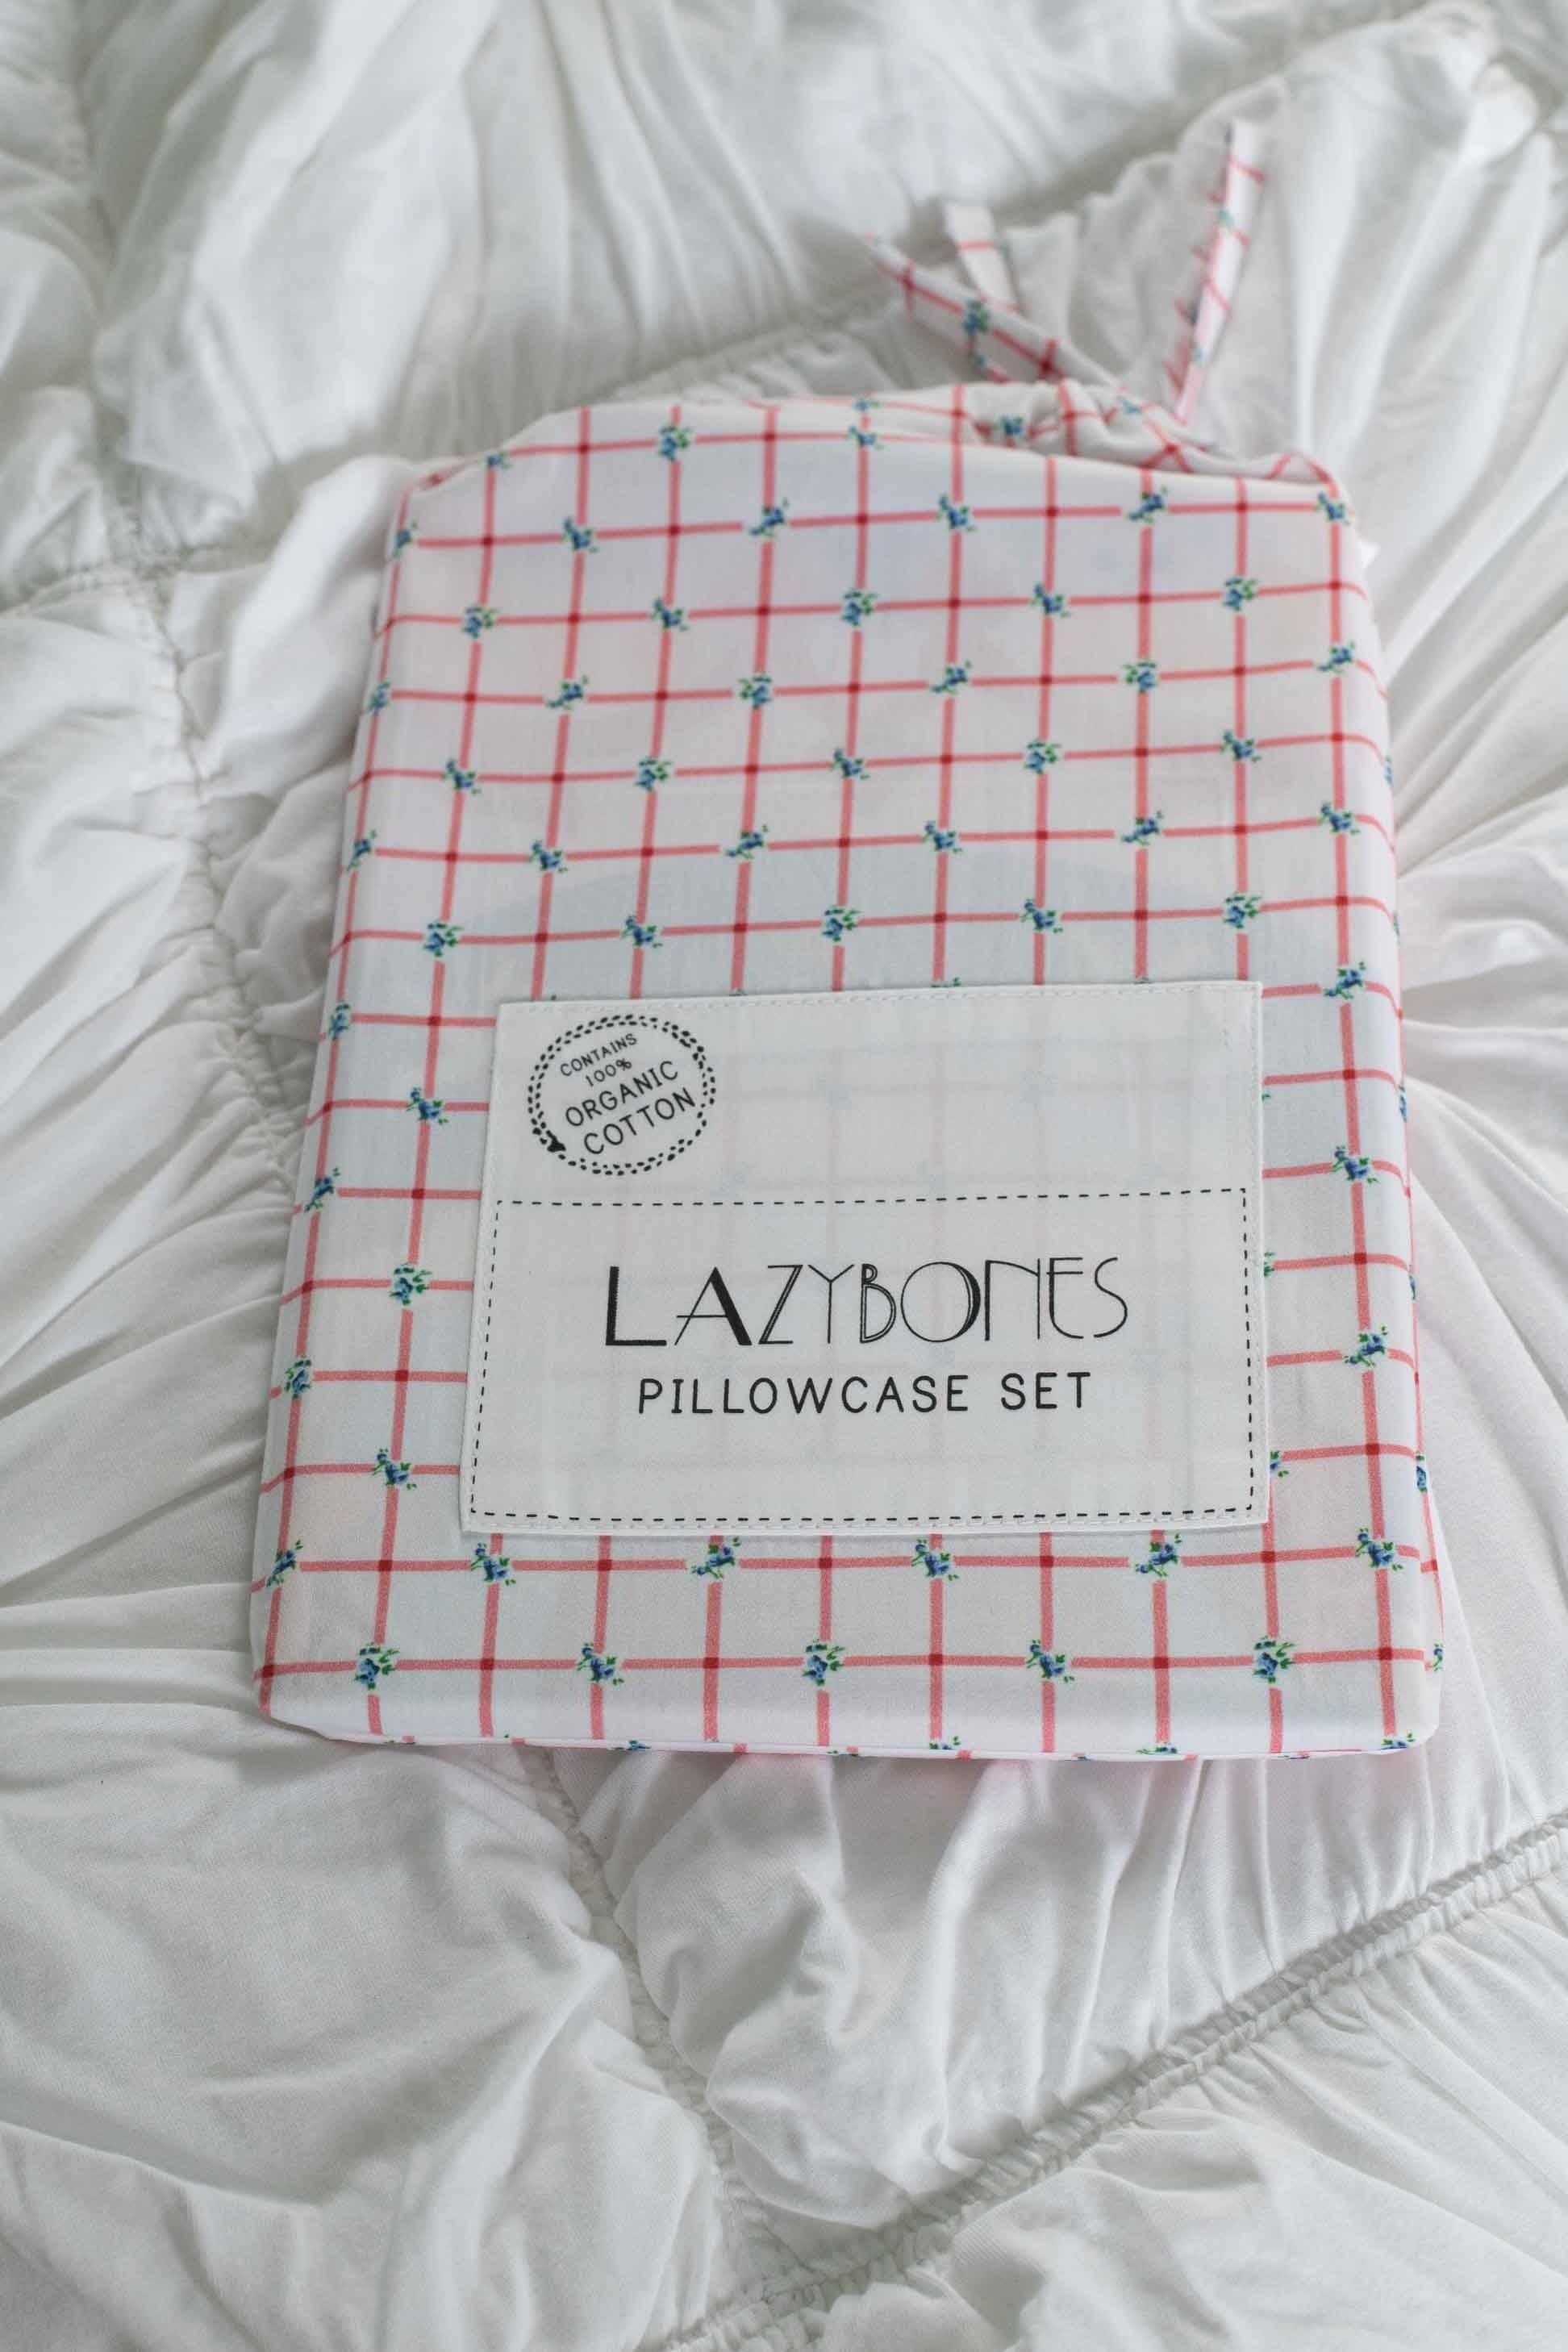 CONTAINS
100%
ORGANIC
COTTON
LAZYBONES
PILLOWCASE SET